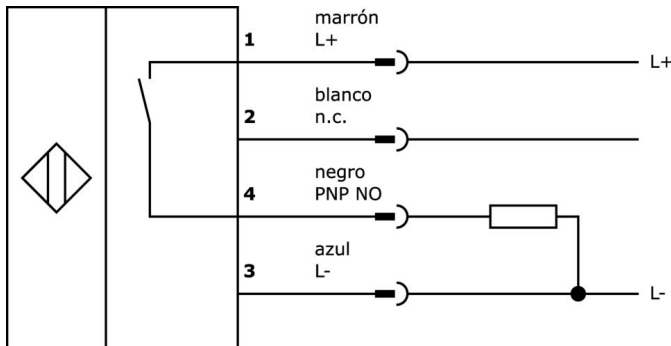 marrón
1 L+ L+
blanco
2 n.c.
negro
4 PNP NO
azul
3 L- L-